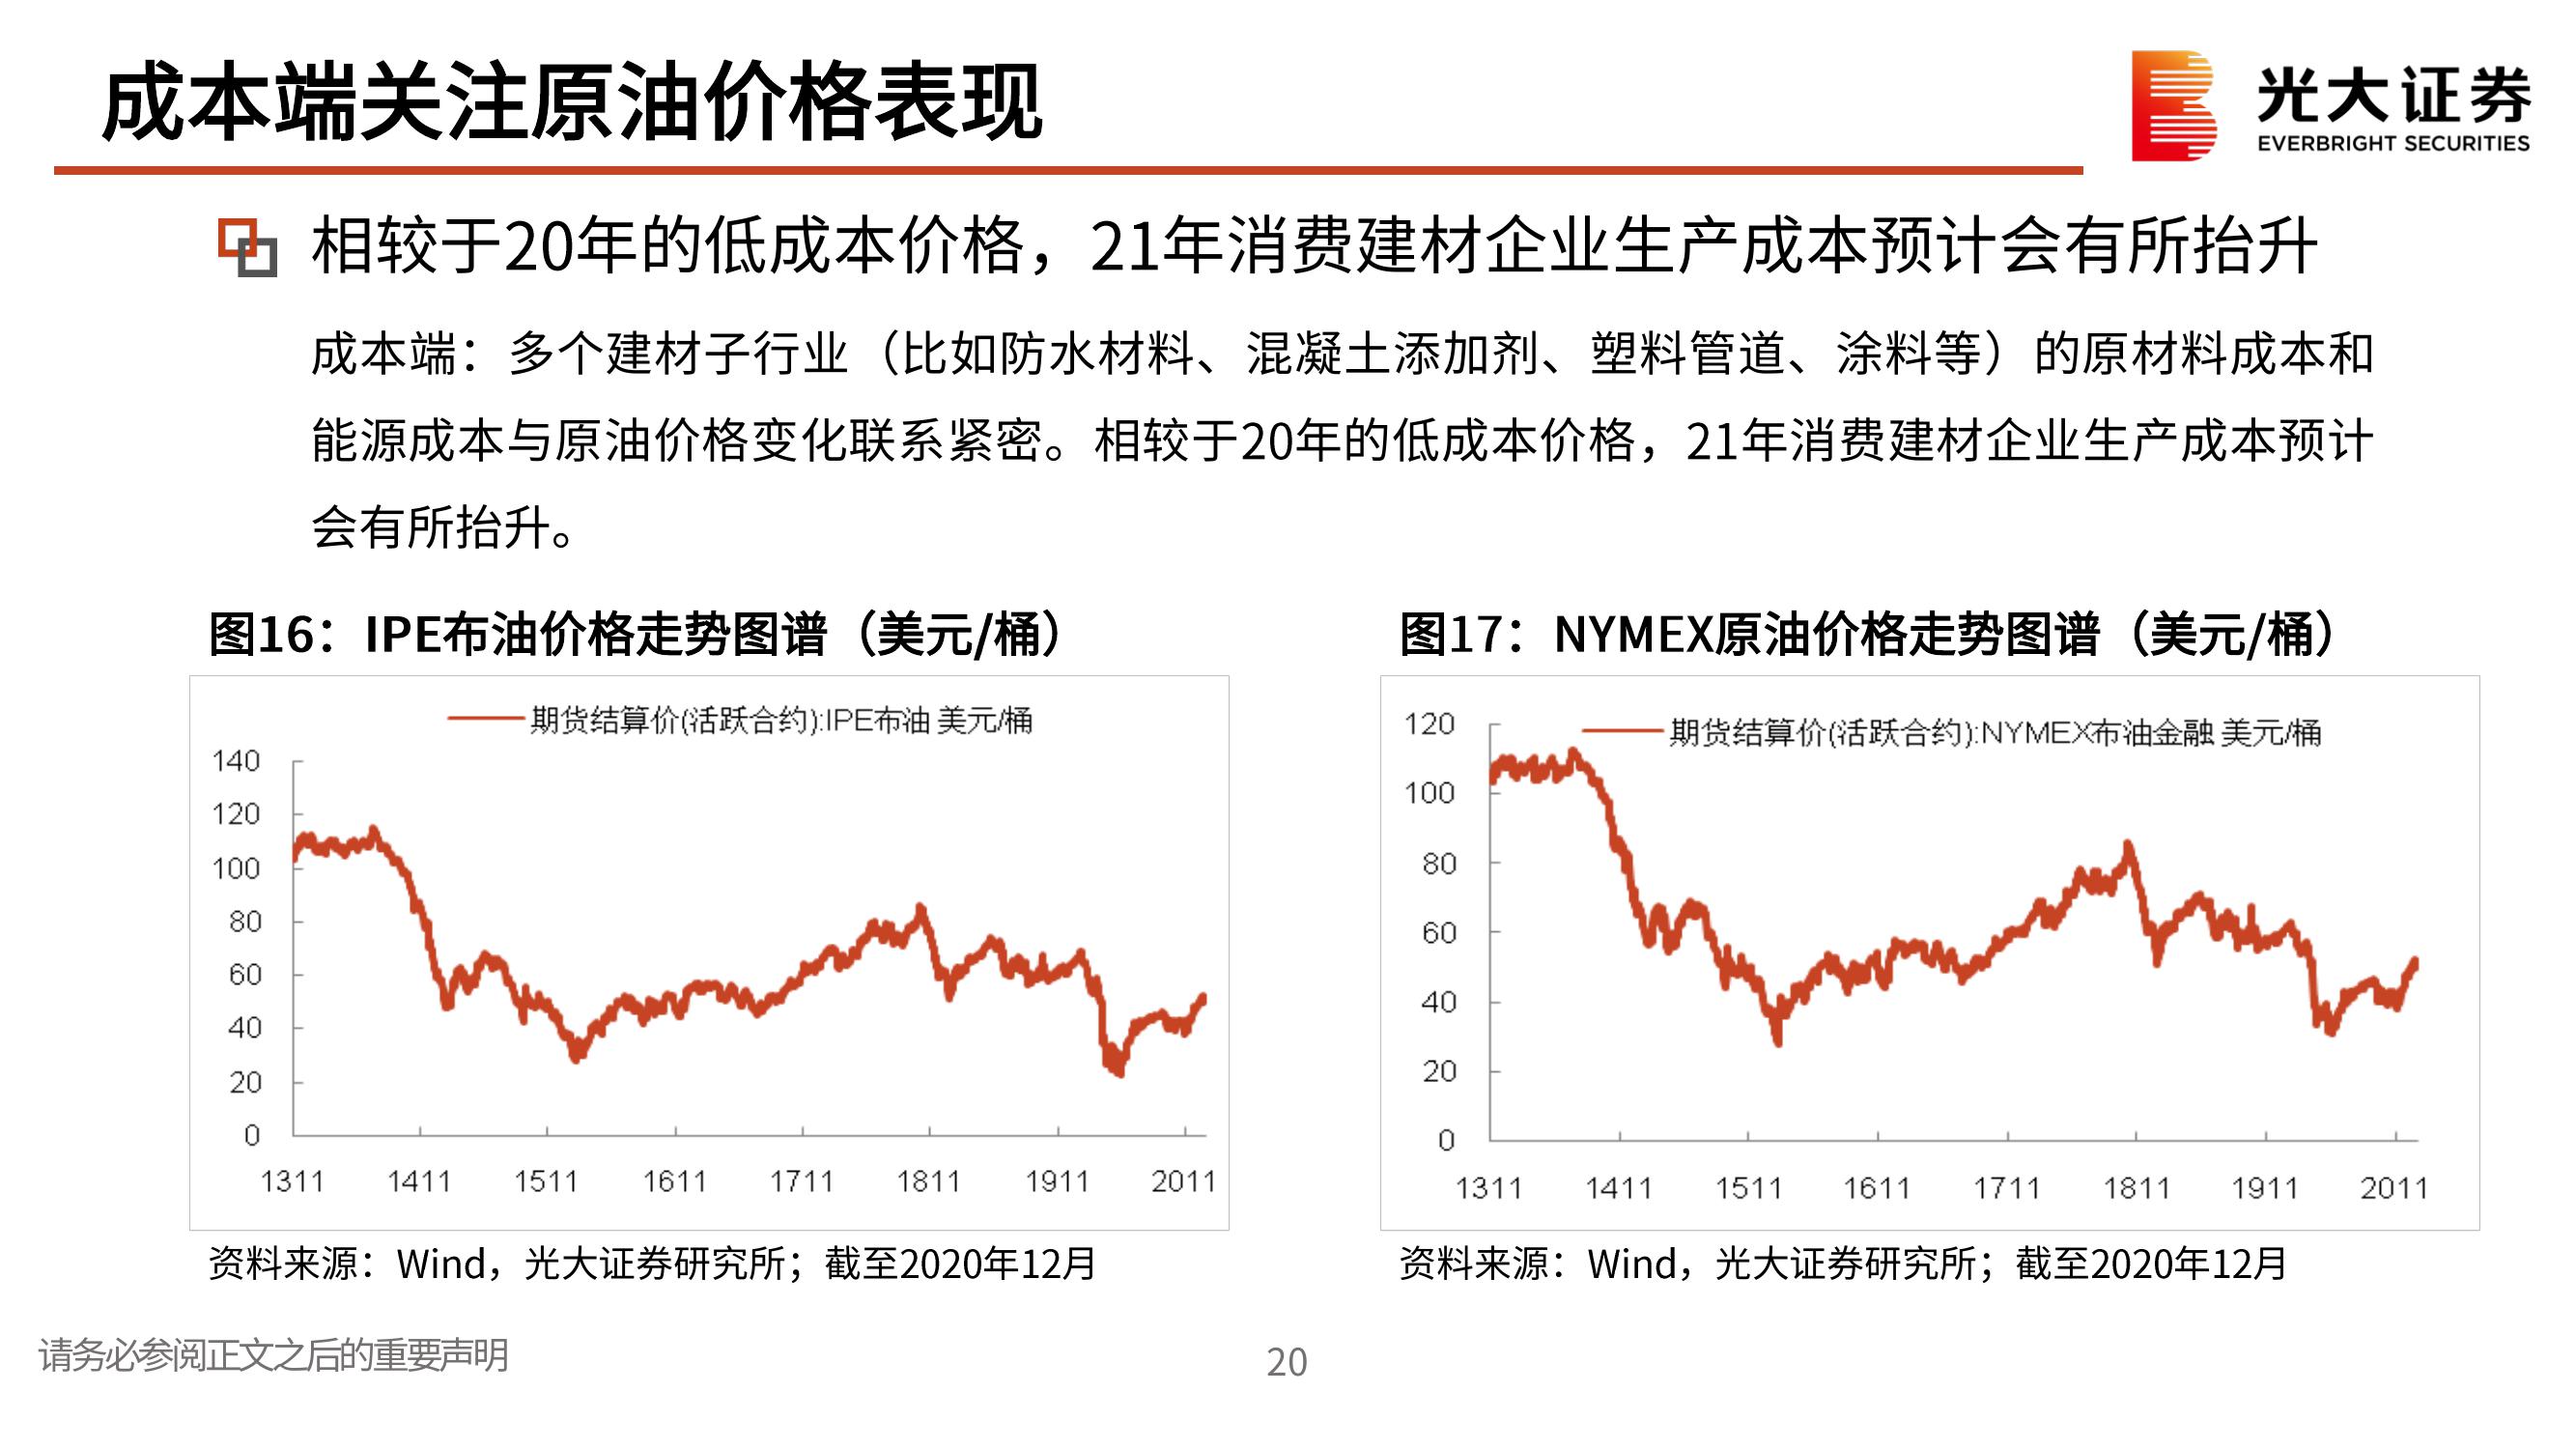 成本端关注原油价格表现
光大证券
EVERBRIGHT SECURITIES
相较于20年的低成本价格，21年消费建材企业生产成本预计会有所抬升
成本端：多个建材子行业（比如防水材料、混凝土添加剂、塑料管道、涂料等）的原材料成本和
能源成本与原油价格变化联系紧密。相较于20年的低成本价格，21年消费建材企业生产成本预计
会有所抬升。
图16：IPE布油价格走势图谱（美元/桶）
期货结算价(活跃合约):IPE布油 美元/桶
140
120
100
80
60
40
20
0
1311 1411 1511 1611 1711 1811 1911 2011
资料来源：Wind，光大证券研究所；截至2020年12月
图17：NYMEX原油价格走势图谱（美元/桶）
期货结算价(活跃合约):NYMEX布油金融 美元/桶
120
100
80
60
40
20
0
1311 1411 1511 1611 1711 1811 1911 2011
资料来源：Wind，光大证券研究所；截至2020年12月
请务必参阅正文之后的重要声明
20